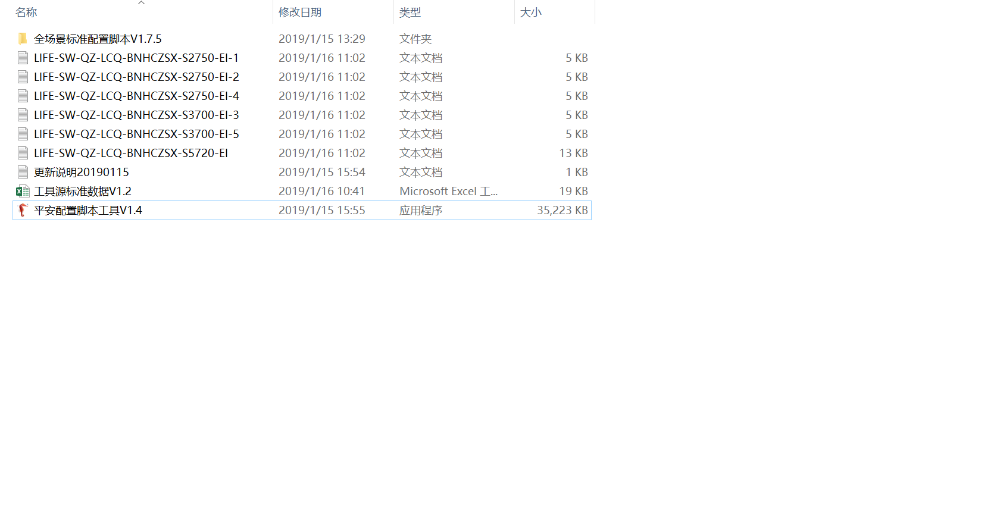 名称 修改日期 类型 大小
全场景标准配置脚本V1.7.5 2019/1/15 13:29 文件夹
LIFE-SW-QZ-LCQ-BNHCZSX-S2750-EI-1 2019/1/16 11:02 文本文档 5 KB
LIFE-SW-QZ-LCQ-BNHCZSX-S2750-EI-2 2019/1/16 11:02 文本文档 5 KB
LIFE-SW-QZ-LCQ-BNHCZSX-S2750-EI-4 2019/1/16 11:02 文本文档 5 KB
LIFE-SW-QZ-LCQ-BNHCZSX-S3700-EI-3 2019/1/16 11:02 文本文档 5 KB
LIFE-SW-QZ-LCQ-BNHCZSX-S3700-EI-5 2019/1/16 11:02 文本文档 5 KB
LIFE-SW-QZ-LCQ-BNHCZSX-S5720-EI 2019/1/16 11:02 文本文档 13 KB
更新说明20190115 2019/1/15 15:54 文本文档 1 KB
工具源标准数据V1.2 2019/1/16 10:41 Microsoft Excel 工... 19 KB
平安配置脚本工具V1.4 2019/1/15 15:55 应用程序 35,223 KB